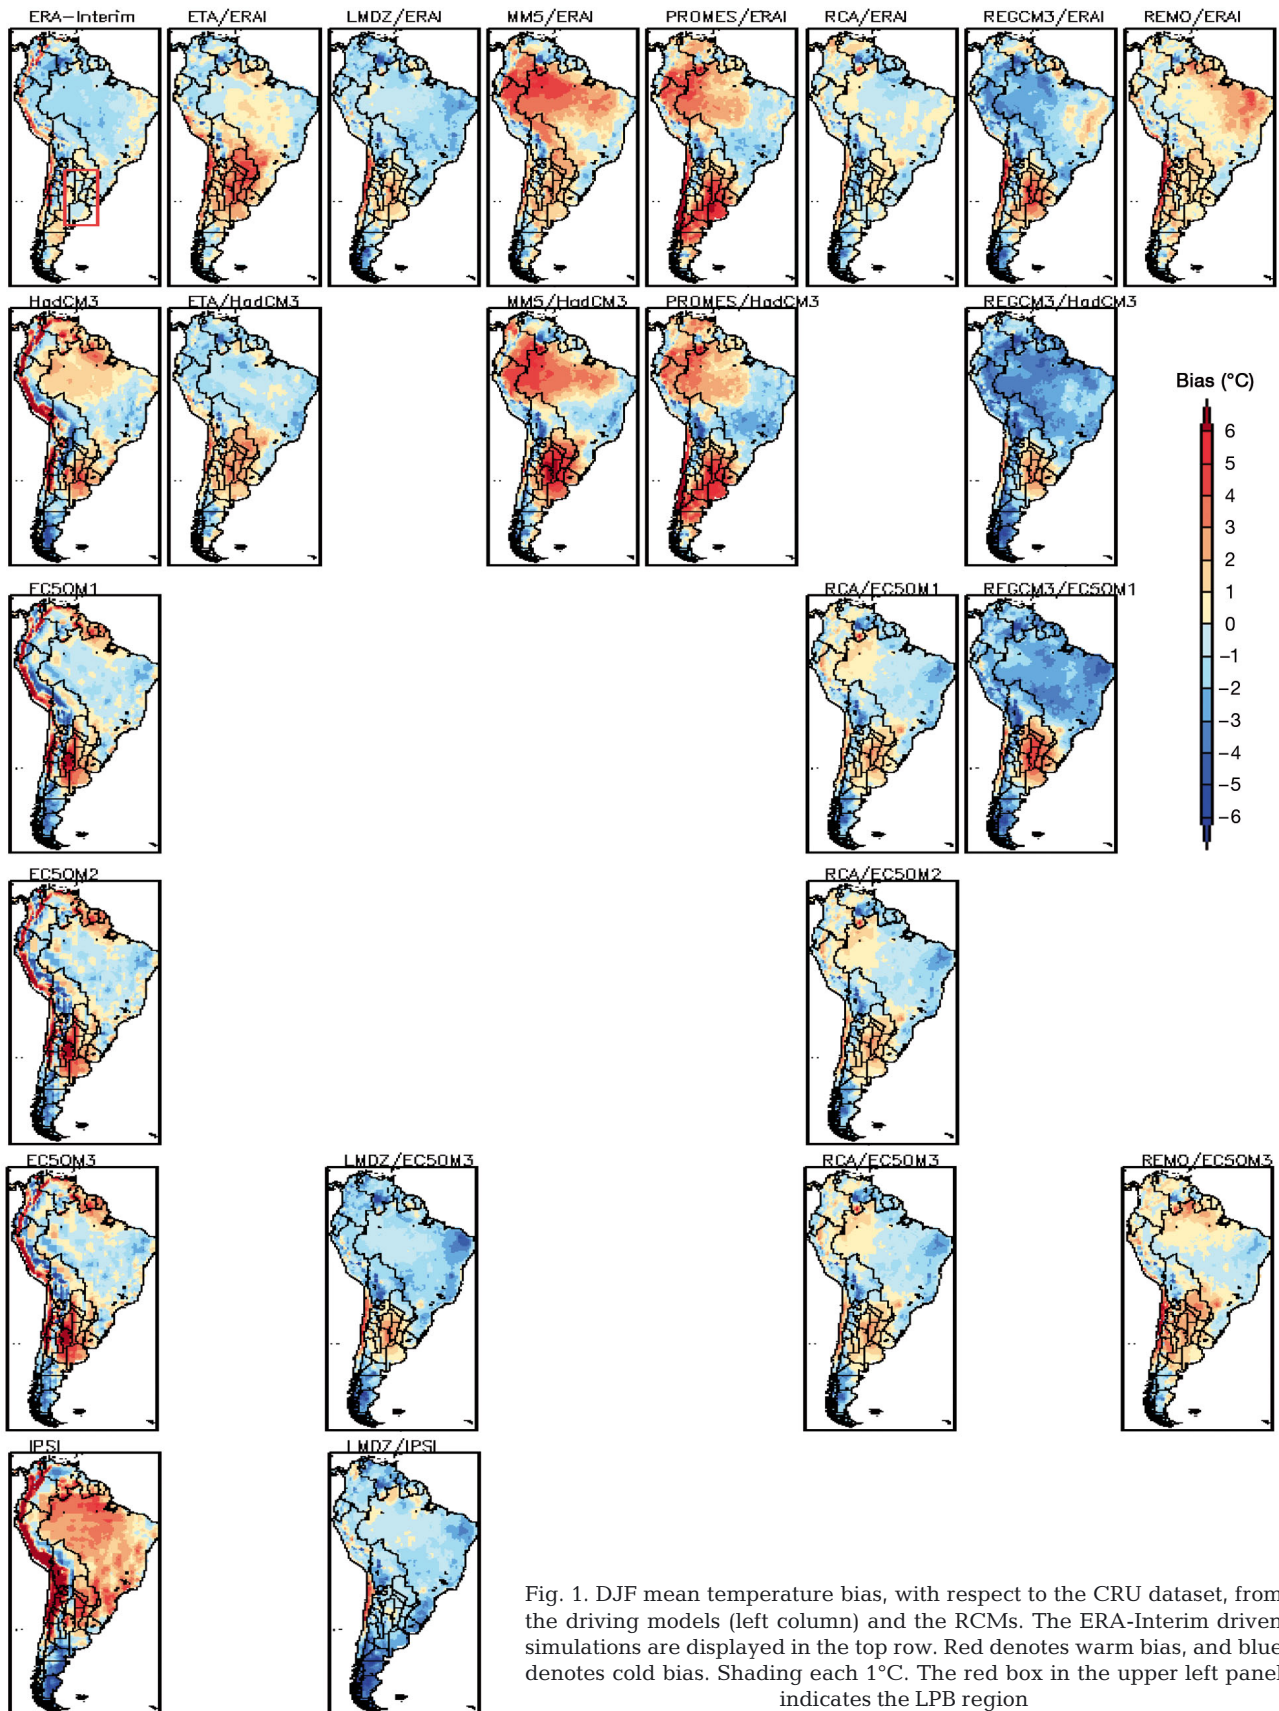 ERA-Interim ETA/ERAI LMDZ/ERAI MM5/ERAI PROMES/ERAI RCA/ERAI REGCM3/ERAI REMO/ERAI
HadCM3 ETA/HadCM3 MM5/HadCM3 PROMES/HadCM3 REGCM3/HadCM3
Bias (°C)
6
5
4
3
2
1
0
−1
−2
−3
−4
−5
−6
EC5OM1 RCA/EC5OM1 REGCM3/EC5OM1
EC5OM2 RCA/EC5OM2
EC5OM3 LMDZ/EC5OM3 RCA/EC5OM3 REMO/EC5OM3
IPSL LMDZ/IPSL
Fig. 1. DJF mean temperature bias, with respect to the CRU dataset, from
the driving models (left column) and the RCMs. The ERA-Interim driven
simulations are displayed in the top row. Red denotes warm bias, and blue
denotes cold bias. Shading each 1°C. The red box in the upper left panel
indicates the LPB region